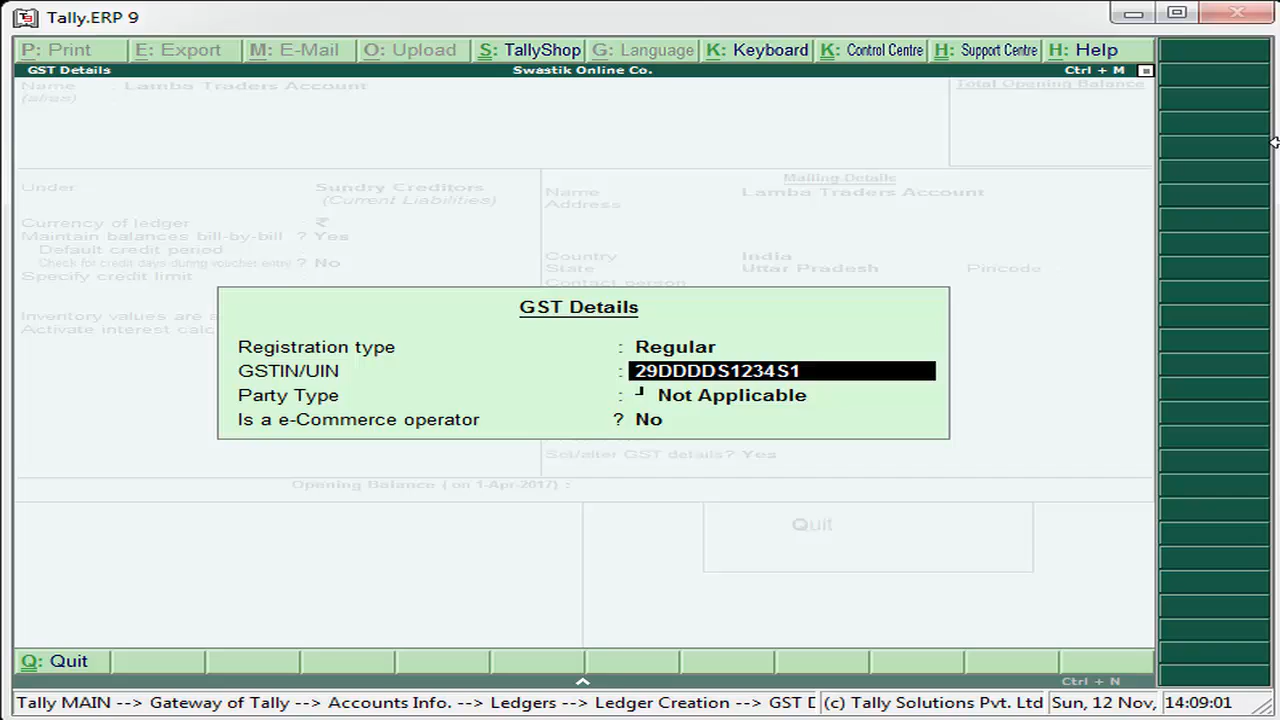 Tally.ERP 9
P: Print E: Export M: E-Mail O: Upload S: TallyShop G: Language K: Keyboard K: Control Centre H: Support Centre H: Help
GST Details Swastik Online Co. Ctrl + M
Name : Lamba Traders Account Total Opening Balance
(alias)
Mailing Details
Under : Sundry Creditors
(Current Liabilities)
Name : Lamba Traders Account
Address :
Currency of ledger : ₹
Maintain balances bill-by-bill ? Yes
Default credit period :
Check for credit days during voucher entry ? No
Specify credit limit :
Country : India
State : Uttar Pradesh Pincode :
Contact person
Inventory values are a
Activate interest calc
GST Details
Registration type : Regular
GSTIN/UIN : 29DDDDS1234S1
Party Type : ┘ Not Applicable
Is a e-Commerce operator ? No
Set/alter GST details? Yes
Opening Balance ( on 1-Apr-2017) :
Quit
Q: Quit
Ctrl + N
Tally MAIN --> Gateway of Tally --> Accounts Info. --> Ledgers --> Ledger Creation --> GST D (c) Tally Solutions Pvt. Ltd Sun, 12 Nov, 14:09:01